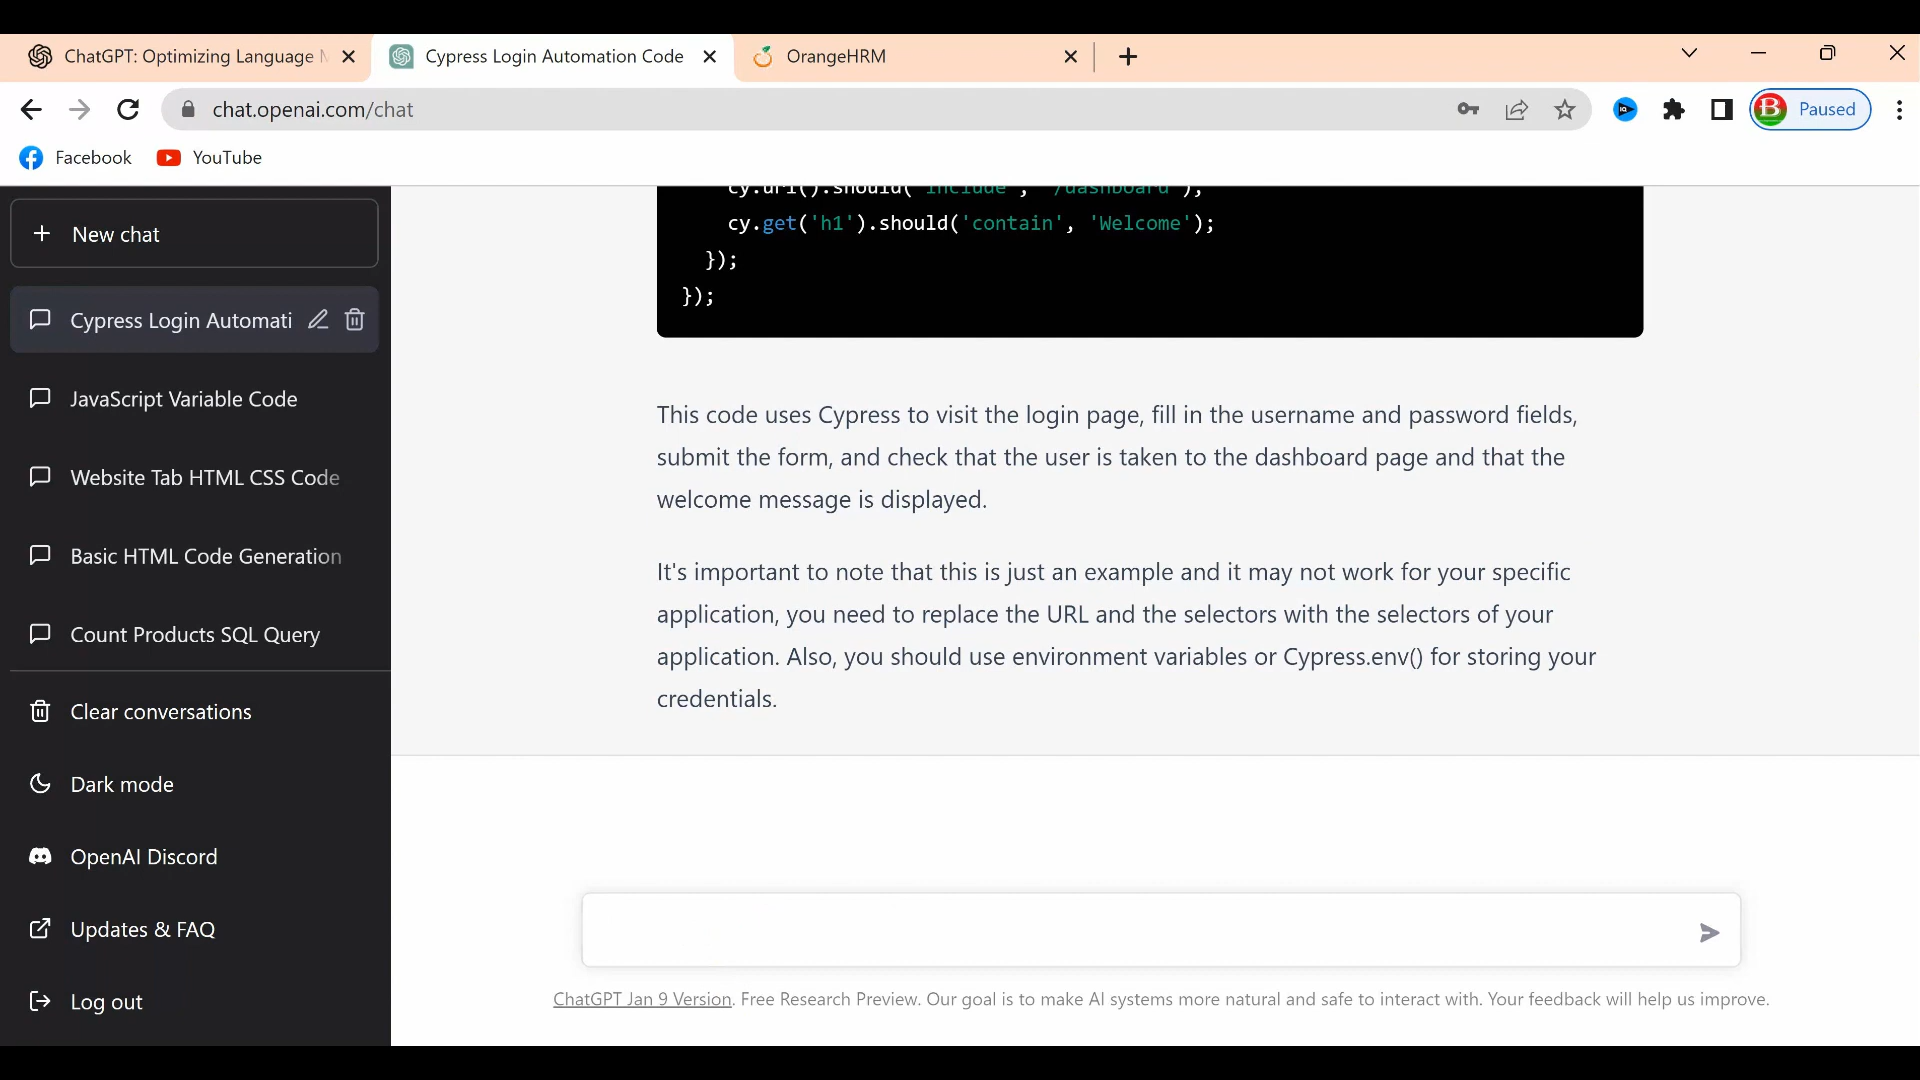 ChatGPT: Optimizing Language
Cypress Login Automation Code
OrangeHRM
chat.openai.com/chat
Paused
Facebook
YouTube
New chat
Cypress Login Automati
JavaScript Variable Code
Website Tab HTML CSS Code
Basic HTML Code Generation
Count Products SQL Query
Clear conversations
Dark mode
OpenAI Discord
Updates & FAQ
Log out
cy.url().should('include', '/dashboard');
cy.get('h1').should('contain', 'Welcome');
});
});
This code uses Cypress to visit the login page, fill in the username and password fields,
submit the form, and check that the user is taken to the dashboard page and that the
welcome message is displayed.
It's important to note that this is just an example and it may not work for your specific
application, you need to replace the URL and the selectors with the selectors of your
application. Also, you should use environment variables or Cypress.env() for storing your
credentials.
ChatGPT Jan 9 Version. Free Research Preview. Our goal is to make AI systems more natural and safe to interact with. Your feedback will help us improve.